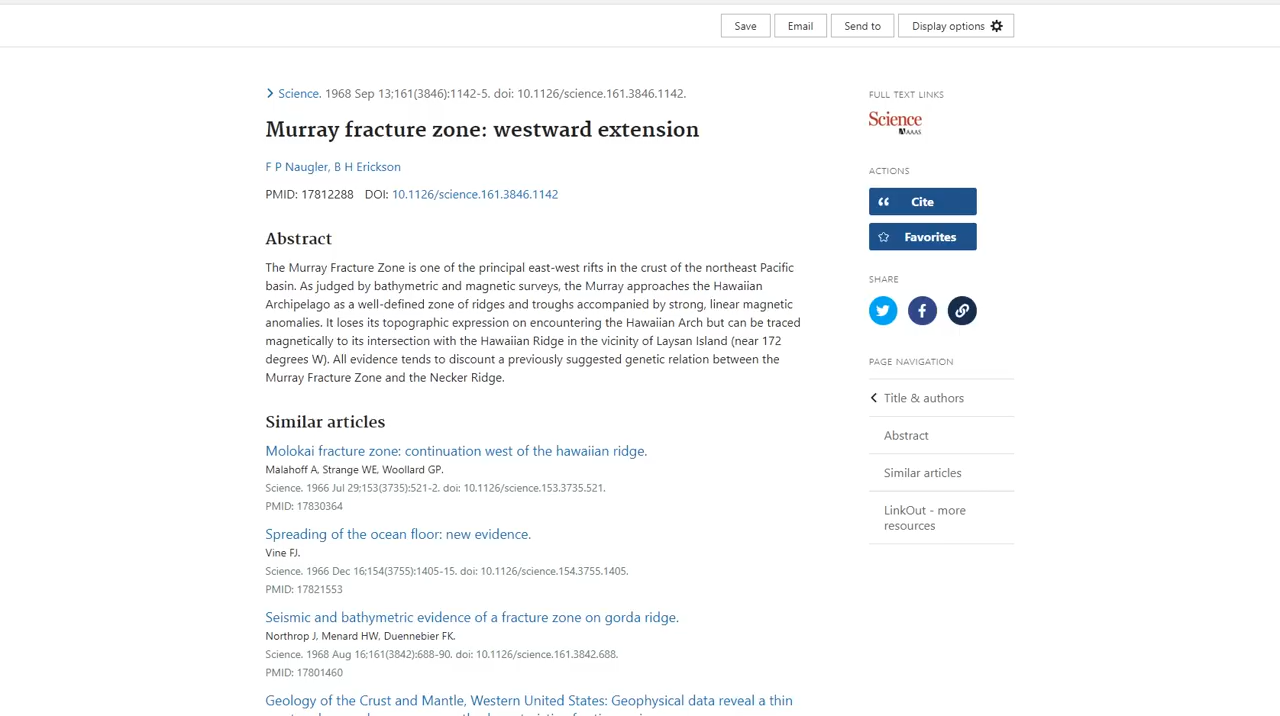 Save Email Send to Display options
Science. 1968 Sep 13;161(3846):1142-5. doi: 10.1126/science.161.3846.1142.
Murray fracture zone: westward extension
F P Naugler, B H Erickson
PMID: 17812288 DOI: 10.1126/science.161.3846.1142
Abstract
The Murray Fracture Zone is one of the principal east-west rifts in the crust of the northeast Pacific
basin. As judged by bathymetric and magnetic surveys, the Murray approaches the Hawaiian
Archipelago as a well-defined zone of ridges and troughs accompanied by strong, linear magnetic
anomalies. It loses its topographic expression on encountering the Hawaiian Arch but can be traced
magnetically to its intersection with the Hawaiian Ridge in the vicinity of Laysan Island (near 172
degrees W). All evidence tends to discount a previously suggested genetic relation between the
Murray Fracture Zone and the Necker Ridge.
Similar articles
Molokai fracture zone: continuation west of the hawaiian ridge.
Malahoff A, Strange WE, Woollard GP.
Science. 1966 Jul 29;153(3735):521-2. doi: 10.1126/science.153.3735.521.
PMID: 17830364
Spreading of the ocean floor: new evidence.
Vine FJ.
Science. 1966 Dec 16;154(3755):1405-15. doi: 10.1126/science.154.3755.1405.
PMID: 17821553
Seismic and bathymetric evidence of a fracture zone on gorda ridge.
Northrop J, Menard HW, Duennebier FK.
Science. 1968 Aug 16;161(3842):688-90. doi: 10.1126/science.161.3842.688.
PMID: 17801460
Geology of the Crust and Mantle, Western United States: Geophysical data reveal a thin
FULL TEXT LINKS
Science
AAAS
ACTIONS
Cite
Favorites
SHARE
PAGE NAVIGATION
Title & authors
Abstract
Similar articles
LinkOut - more
resources